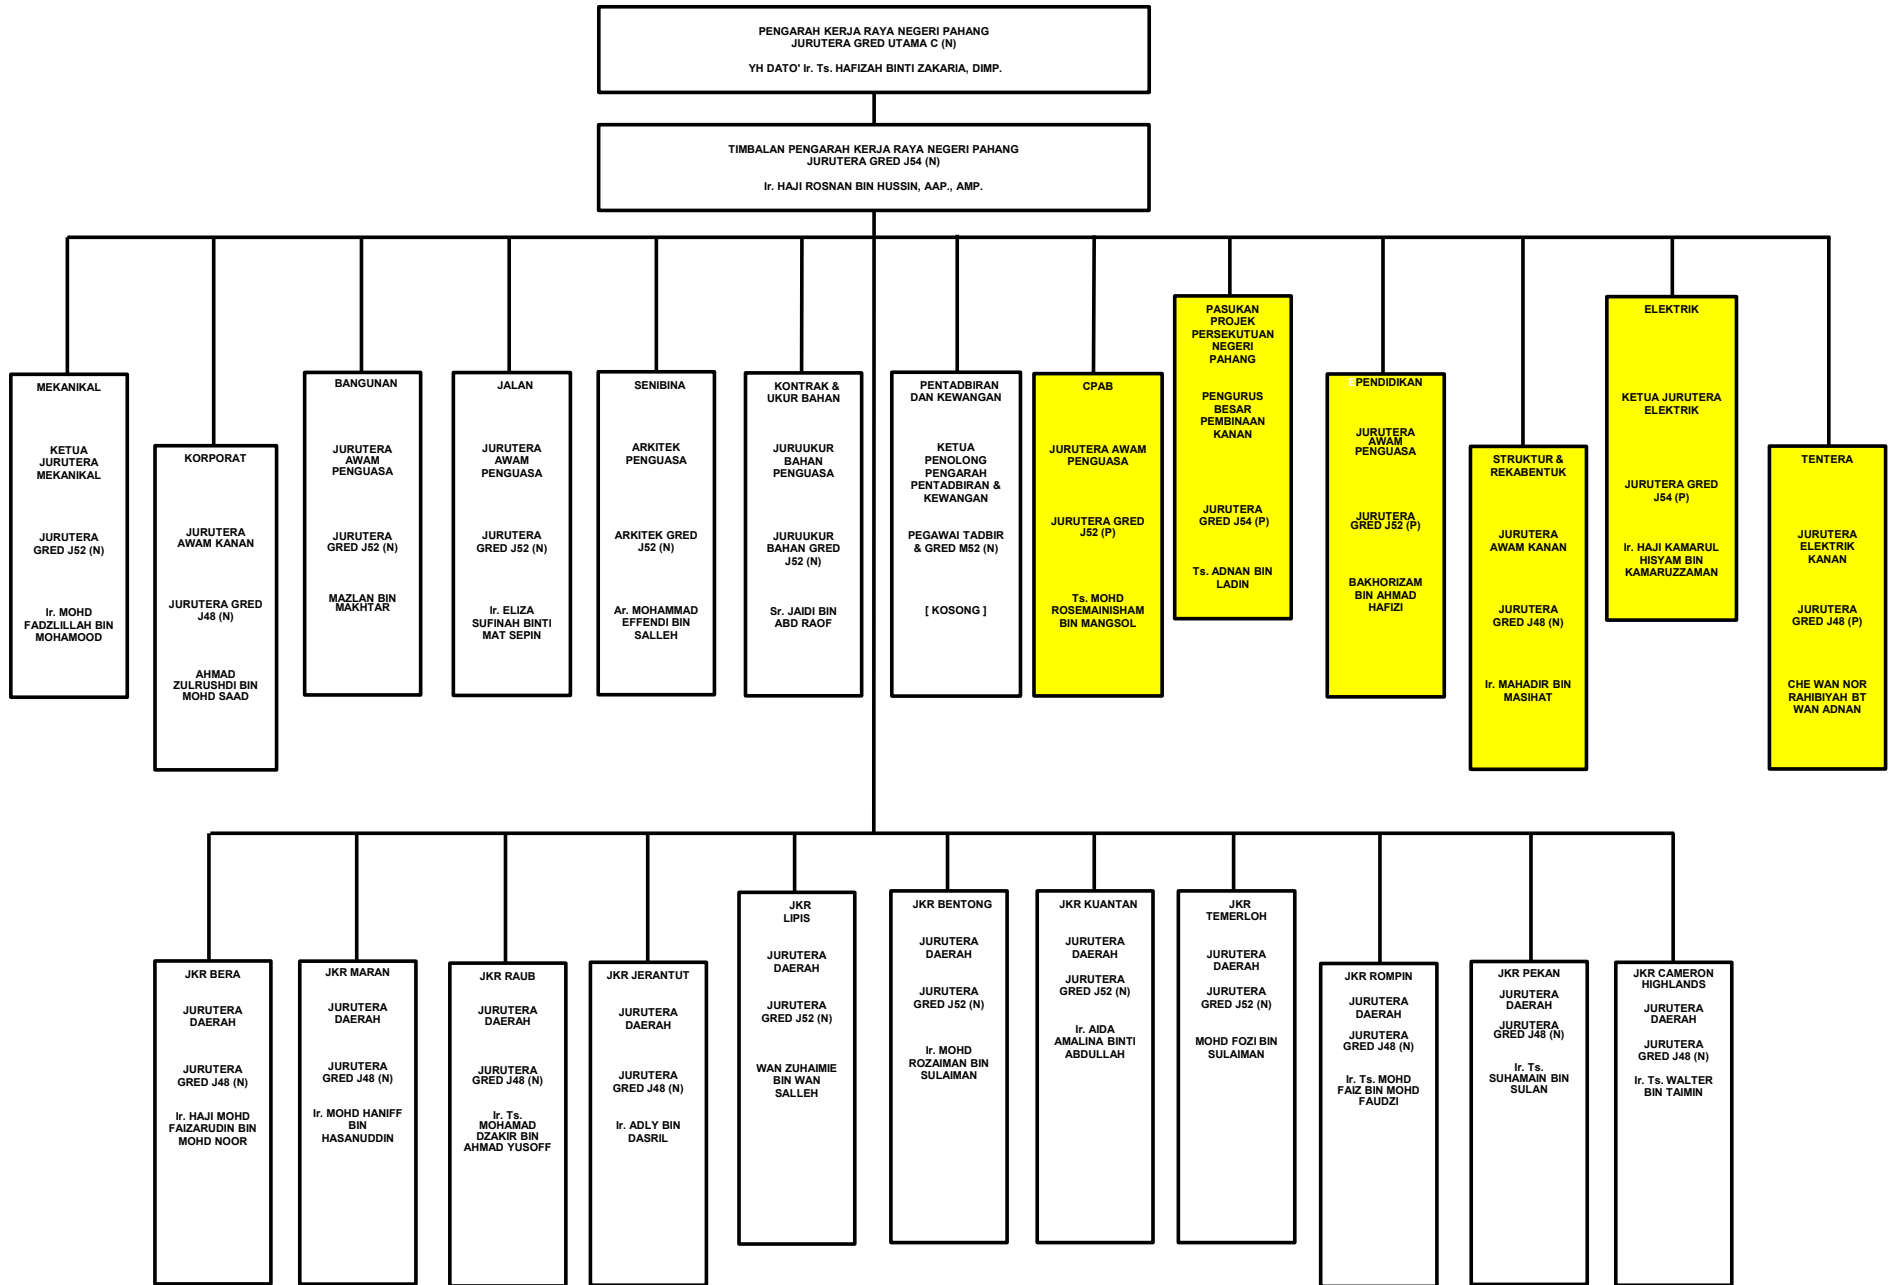 PENGARAH KERJA RAYA NEGERI PAHANG
JURUTERA GRED UTAMA C (N)
YH DATO' Ir. Ts. HAFIZAH BINTI ZAKARIA, DIMP.
TIMBALAN PENGARAH KERJA RAYA NEGERI PAHANG
JURUTERA GRED J54 (N)
Ir. HAJI ROSNAN BIN HUSSIN, AAP., AMP.
MEKANIKAL
KETUA
JURUTERA
MEKANIKAL
JURUTERA
GRED J52 (N)
Ir. MOHD
FADZLILLAH BIN
MOHAMOOD
KORPORAT
JURUTERA
AWAM KANAN
JURUTERA GRED
J48 (N)
AHMAD
ZULRUSHDI BIN
MOHD SAAD
BANGUNAN
JURUTERA
AWAM
PENGUASA
JURUTERA
GRED J52 (N)
MAZLAN BIN
MAKHTAR
JALAN
JURUTERA
AWAM
PENGUASA
JURUTERA
GRED J52 (N)
Ir. ELIZA
SUFINAH BINTI
MAT SEPIN
SENIBINA
ARKITEK
PENGUASA
ARKITEK GRED
J52 (N)
Ar. MOHAMMAD
EFFENDI BIN
SALLEH
KONTRAK &
UKUR BAHAN
JURUUKUR
BAHAN
PENGUASA
JURUUKUR
BAHAN GRED
J52 (N)
Sr. JAIDI BIN
ABD RAOF
PENTADBIRAN
DAN KEWANGAN
KETUA
PENOLONG
PENGARAH
PENTADBIRAN &
KEWANGAN
PEGAWAI TADBIR
& GRED M52 (N)
[ KOSONG ]
CPAB
JURUTERA AWAM
PENGUASA
JURUTERA GRED
J52 (P)
Ts. MOHD
ROSEMAINISHAM
BIN MANGSOL
PASUKAN
PROJEK
PERSEKUTUAN
NEGERI
PAHANG
PENGURUS
BESAR
PEMBINAAN
KANAN
JURUTERA
GRED J54 (P)
Ts. ADNAN BIN
LADIN
PENDIDIKAN
JURUTERA
AWAM
PENGUASA
JURUTERA
GRED J52 (P)
BAKHORIZAM
BIN AHMAD
HAFIZI
STRUKTUR &
REKABENTUK
JURUTERA
AWAM KANAN
JURUTERA
GRED J48 (N)
Ir. MAHADIR BIN
MASIHAT
ELEKTRIK
KETUA JURUTERA
ELEKTRIK
JURUTERA GRED
J54 (P)
Ir. HAJI KAMARUL
HISYAM BIN
KAMARUZZAMAN
TENTERA
JURUTERA
ELEKTRIK
KANAN
JURUTERA
GRED J48 (P)
CHE WAN NOR
RAHIBIYAH BT
WAN ADNAN
JKR BERA
JURUTERA
DAERAH
JURUTERA
GRED J48 (N)
Ir. HAJI MOHD
FAIZARUDIN BIN
MOHD NOOR
JKR MARAN
JURUTERA
DAERAH
JURUTERA
GRED J48 (N)
Ir. MOHD HANIFF
BIN
HASANUDDIN
JKR RAUB
JURUTERA
DAERAH
JURUTERA
GRED J48 (N)
Ir. Ts.
MOHAMAD
DZAKIR BIN
AHMAD YUSOFF
JKR JERANTUT
JURUTERA
DAERAH
JURUTERA
GRED J48 (N)
Ir. ADLY BIN
DASRIL
JKR
LIPIS
JURUTERA
DAERAH
JURUTERA
GRED J52 (N)
WAN ZUHAIMIE
BIN WAN
SALLEH
JKR BENTONG
JURUTERA
DAERAH
JURUTERA
GRED J52 (N)
Ir. MOHD
ROZAIMAN BIN
SULAIMAN
JKR KUANTAN
JURUTERA
DAERAH
JURUTERA
GRED J52 (N)
Ir. AIDA
AMALINA BINTI
ABDULLAH
JKR
TEMERLOH
JURUTERA
DAERAH
JURUTERA
GRED J52 (N)
MOHD FOZI BIN
SULAIMAN
JKR ROMPIN
JURUTERA
DAERAH
JURUTERA
GRED J48 (N)
Ir. Ts. MOHD
FAIZ BIN MOHD
FAUDZI
JKR PEKAN
JURUTERA
DAERAH
JURUTERA
GRED J48 (N)
Ir. Ts.
SUHAMAIN BIN
SULAN
JKR CAMERON
HIGHLANDS
JURUTERA
DAERAH
JURUTERA
GRED J48 (N)
Ir. Ts. WALTER
BIN TAIMIN